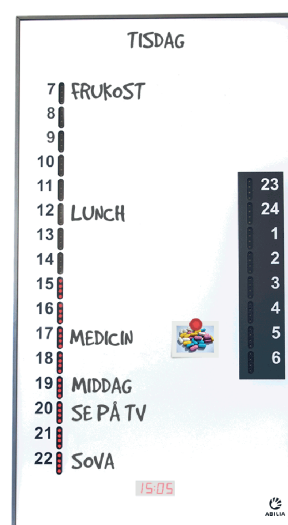 TISDAG
7 FRUKOST
8
9
10
11
12 LUNCH
13
14
15
16
17 MEDICIN
18
19 MIDDAG
20 SE PÅ TV
21
22 SOVA
23
24
1
2
3
4
5
6
15:05
ABILIA